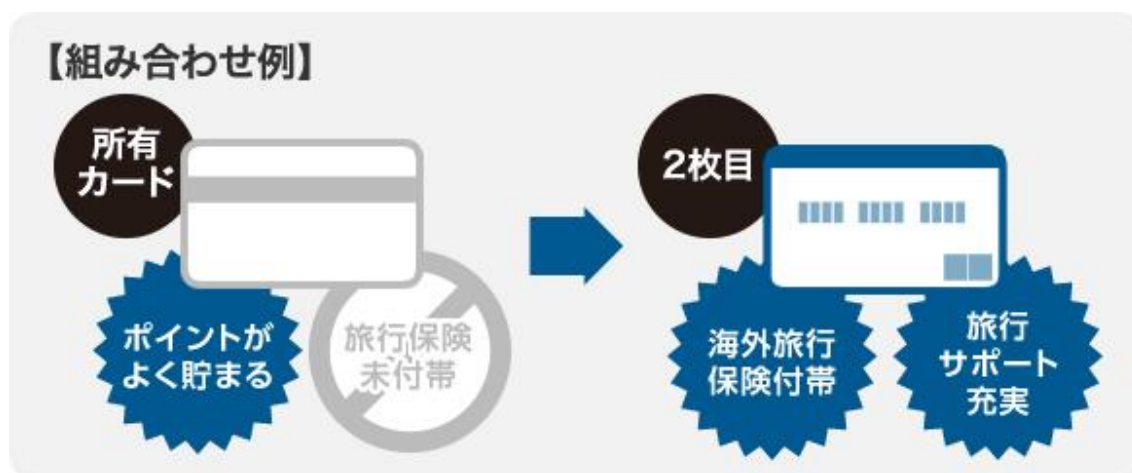 【組み合わせ例】
所有
カード
ポイントが
よく貯まる
旅行保険
未付帯
2枚目
海外旅行
保険付帯
旅行
サポート
充実